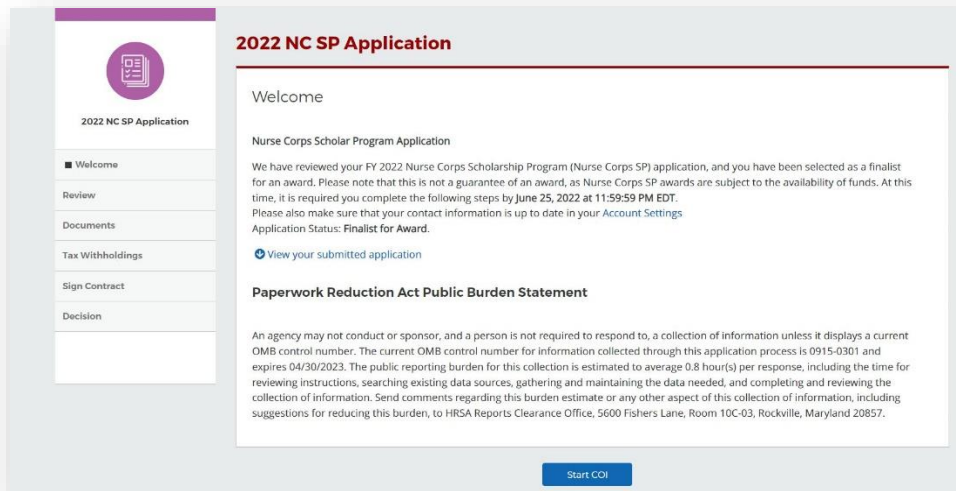 2022 NC SP Application
Welcome
Review
Documents
Tax Withholdings
Sign Contract
Decision
2022 NC SP Application
Welcome
Nurse Corps Scholar Program Application
We have reviewed your FY 2022 Nurse Corps Scholarship Program (Nurse Corps SP) application, and you have been selected as a finalist
for an award. Please note that this is not a guarantee of an award, as Nurse Corps SP awards are subject to the availability of funds. At this
time, it is required you complete the following steps by June 25, 2022 at 11:59:59 PM EDT.
Please also make sure that your contact information is up to date in your Account Settings
Application Status: Finalist for Award.
View your submitted application
Paperwork Reduction Act Public Burden Statement
An agency may not conduct or sponsor, and a person is not required to respond to, a collection of information unless it displays a current
OMB control number. The current OMB control number for information collected through this application process is 0915-0301 and
expires 04/30/2023. The public reporting burden for this collection is estimated to average 0.8 hour(s) per response, including the time for
reviewing instructions, searching existing data sources, gathering and maintaining the data needed, and completing and reviewing the
collection of information. Send comments regarding this burden estimate or any other aspect of this collection of information, including
suggestions for reducing this burden, to HRSA Reports Clearance Office, 5600 Fishers Lane, Room 10C-03, Rockville, Maryland 20857.
Start COI